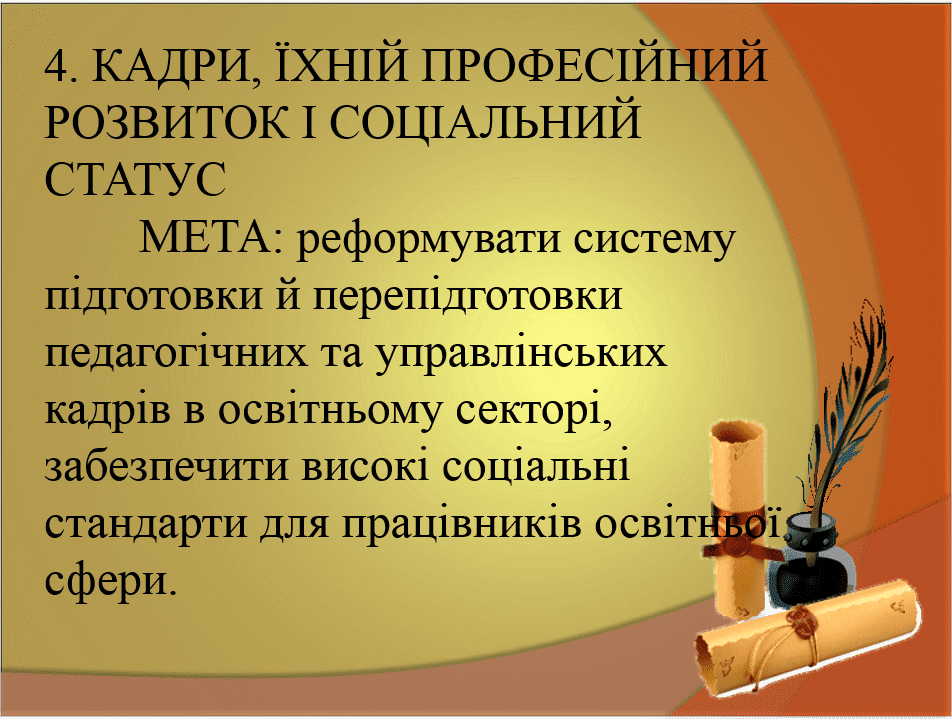 4. КАДРИ, ЇХНІЙ ПРОФЕСІЙНИЙ
РОЗВИТОК І СОЦІАЛЬНИЙ
СТАТУС
МЕТА: реформувати систему
підготовки й перепідготовки
педагогічних та управлінських
кадрів в освітньому секторі,
забезпечити високі соціальні
стандарти для працівників освітньої
сфери.